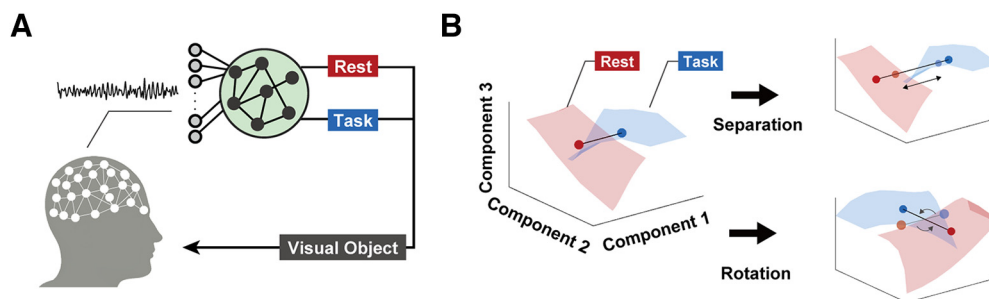 A
Rest
Task
Visual Object
B
Rest
Task
Component 3
Component 2
Component 1
Separation
Rotation